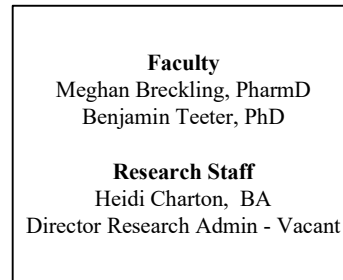 Faculty
Meghan Breckling, PharmD
Benjamin Teeter, PhD
Research Staff
Heidi Charton,  BA
Director Research Admin - Vacant